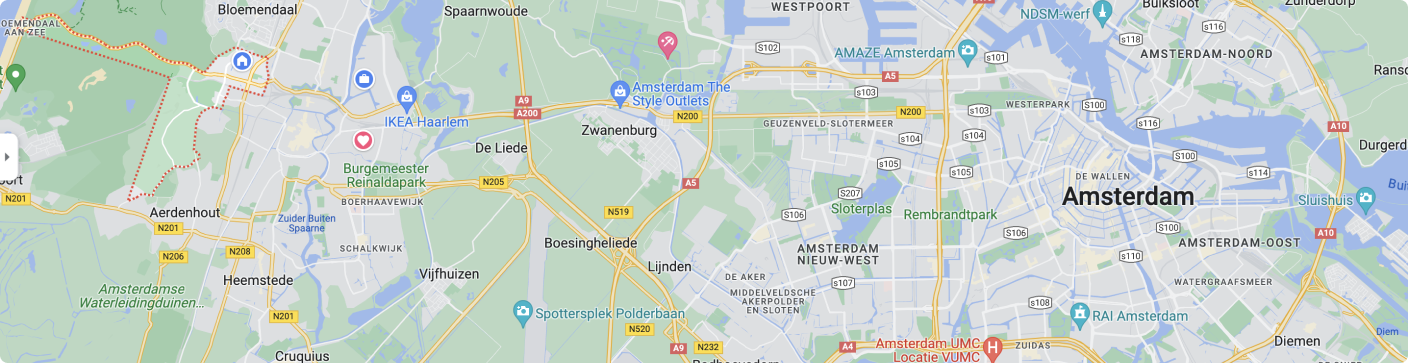 Bloemendaal
Spaarnwoude
WESTPOORT
NDSM-werf
Buiksloot
Zunderdorp
OEMENDAAL
AAN ZEE
S102
AMAZE Amsterdam
s101
s118
s116
AMSTERDAM-NOORD
A5
Amsterdam The
Style Outlets
IKEA Haarlem
A9
A200
N200
s103
N200
s103
WESTERPARK
S100
Zwanenburg
GEUZENVELD-SLOTERMEER
s104
s104
s116
A10
De Liede
S100
Durgerd
Burgemeester
Reinaldapark
s105
s105
DE WALLEN
s114
oort
N201
N205
BOERHAAVEWIJK
A5
S207
Sloterplas
Amsterdam
Sluishuis
Aerdenhout
Zuider Buiten
Spaarne
N519
S106
Rembrandtpark
N201
s106
S100
A10
N206
N208
SCHALKWIJK
Boesingheliede
AMSTERDAM
NIEUW-WEST
AMSTERDAM-OOST
s110
Heemstede
Vijfhuizen
Lijnden
DE AKER
s107
WATERGRAAFSMEER
Amsterdamse
Waterleidingduinen...
MIDDELVELDSCHE
AKERPOLDER
EN SLOTEN
s108
N201
Spottersplek Polderbaan
RAI Amsterdam
N520
Diem
Cruquius
A9
N232
A4
Amsterdam UMC
Locatie VUMC
ZUIDAS
Diemen